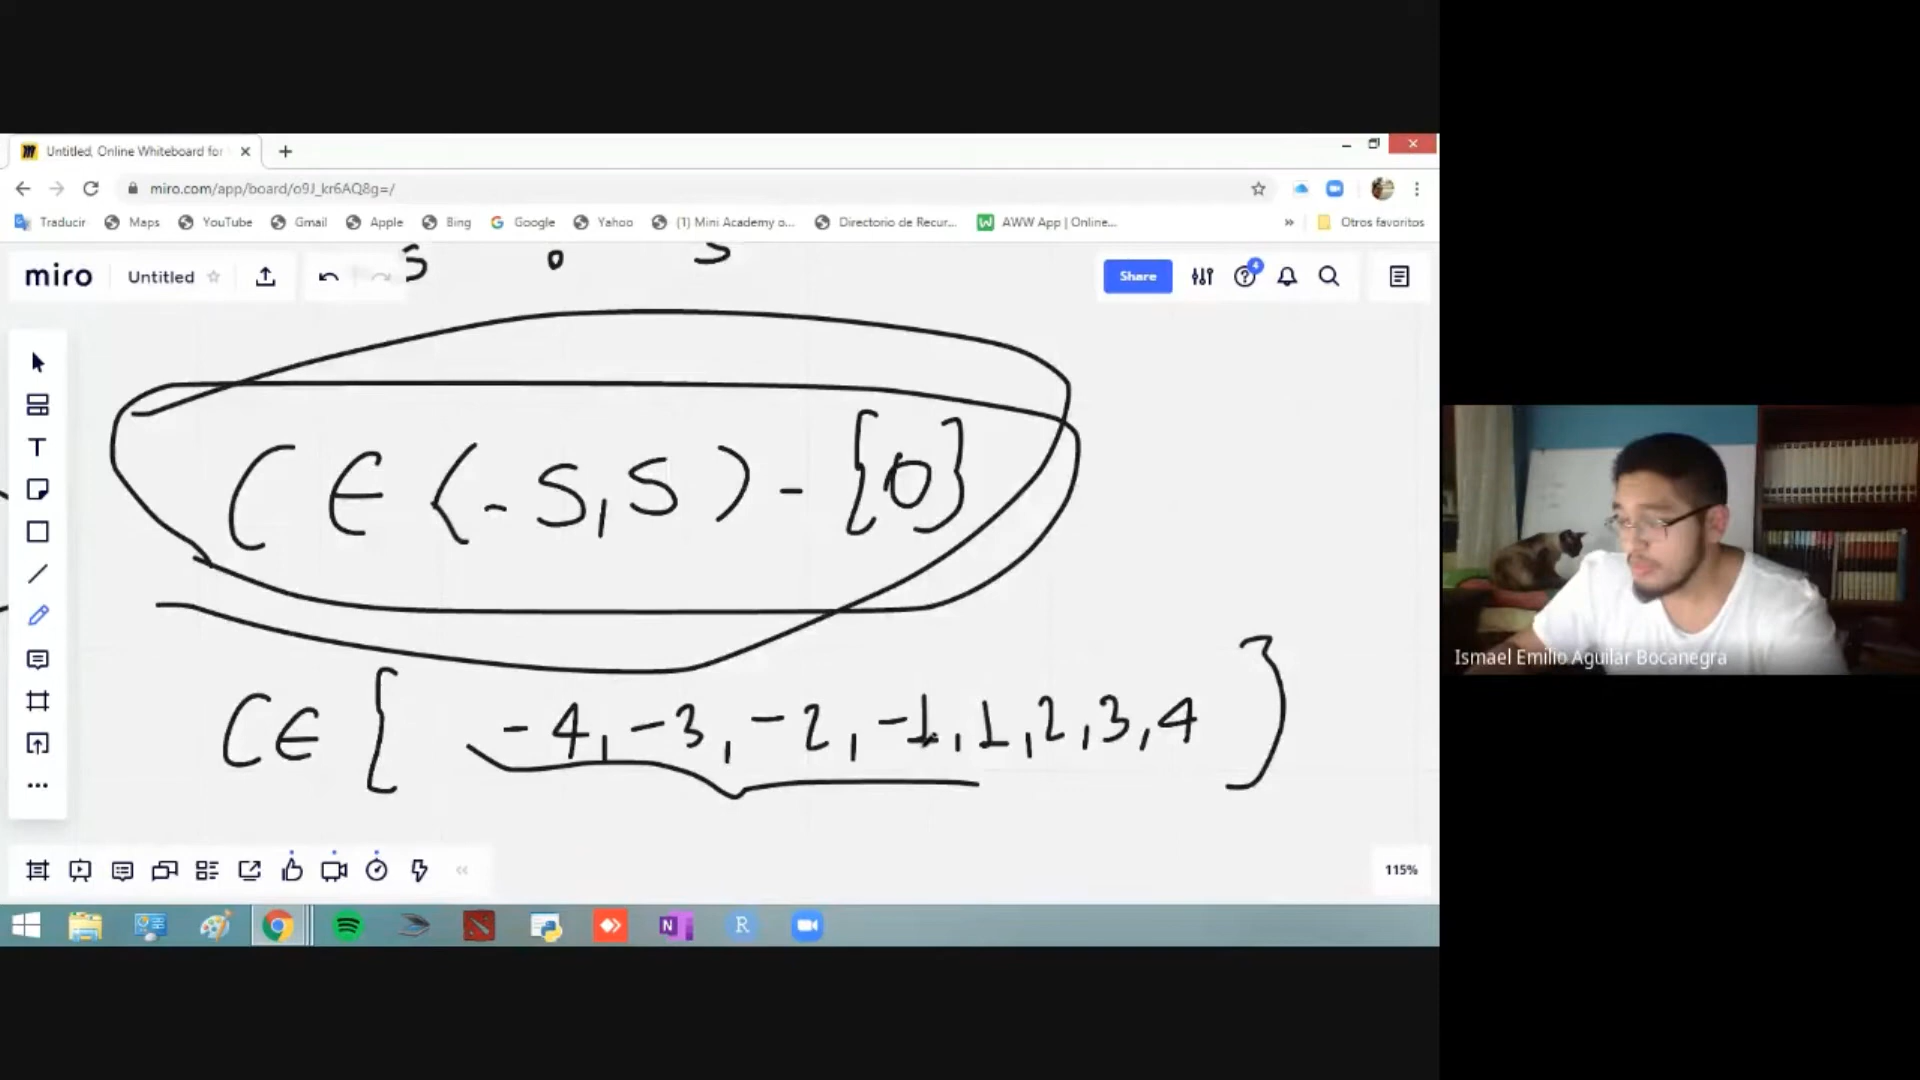 Untitled, Online Whiteboard for
miro.com/app/board/o9J_kr6AQ8g=/
Traducir Maps YouTube Gmail Apple Bing Google Yahoo (1) Mini Academy o... Directorio de Recur... AWW App | Online... » Otros favoritos
5 0 5
miro Untitled Share 4
C ∈ (-5,5) - {0}
C ∈ { -4, -3, -2, -1, 1, 2, 3, 4 }
Ismael Emilio Aguilar Bocanegra
115%